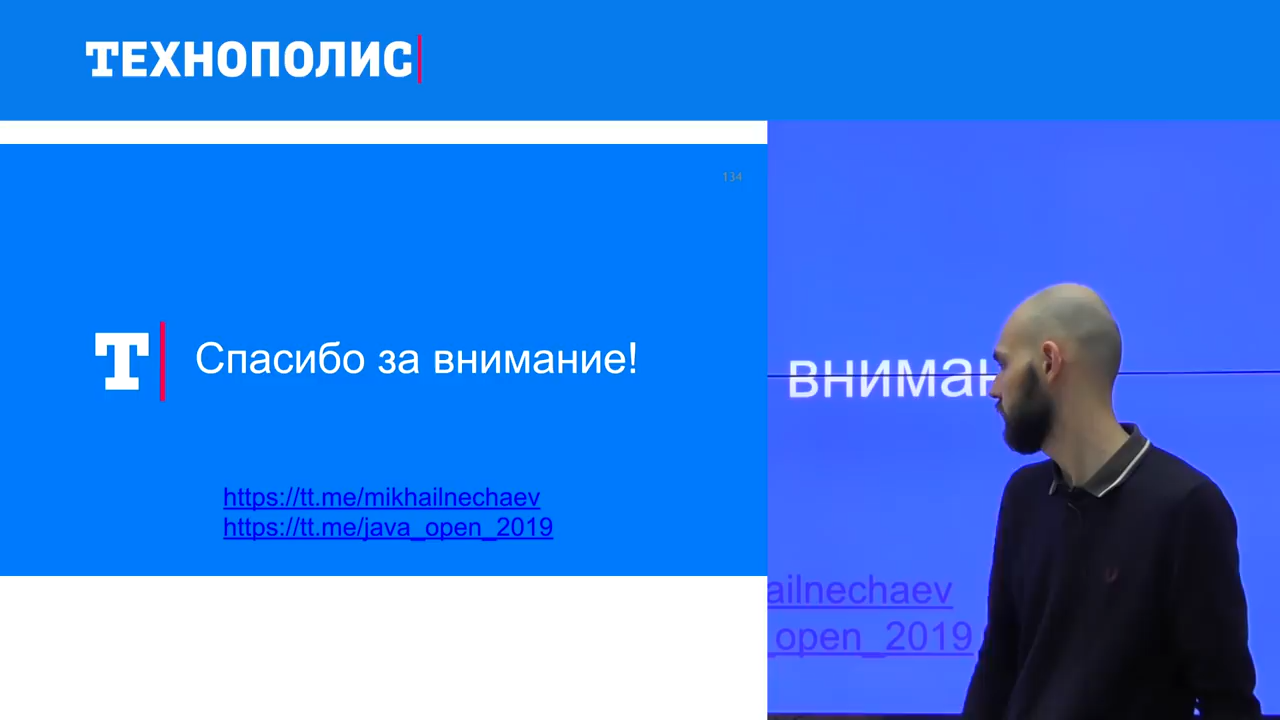 ТЕХНОПОЛИС
134
Т Спасибо за внимание!
https://tt.me/mikhailnechaev
https://tt.me/java_open_2019
вниман
ailnechaev
_open_2019